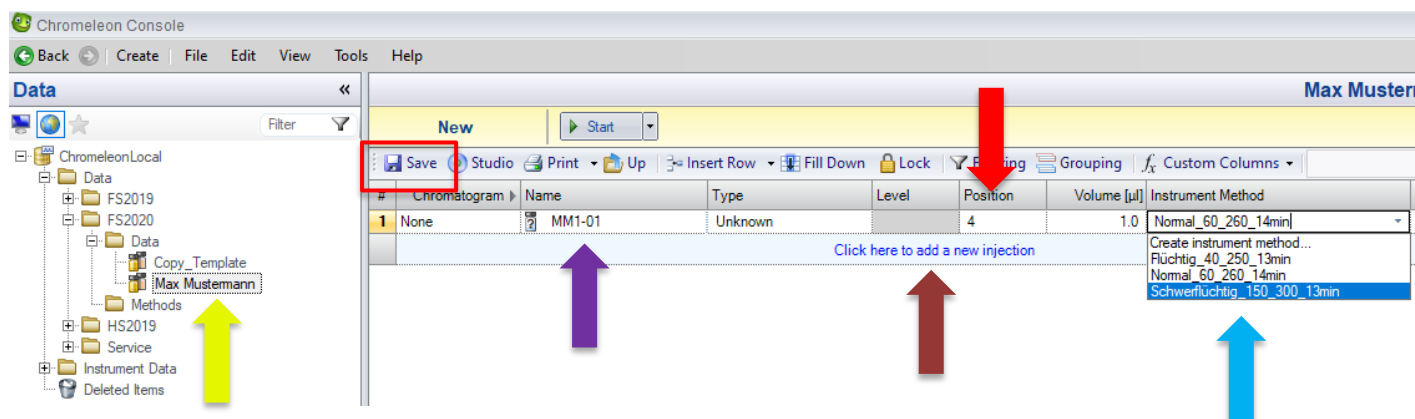 Chromeleon Console
Back Create File Edit View Tools Help
Data « Max Muster
Filter New Start
ChromeleonLocal
Save Studio Print Up Insert Row Fill Down Lock Grouping fx Custom Columns
Data
FS2019
# Chromatogram Name Type Level Position Volume [µl] Instrument Method
FS2020
1 None MM1-01 Unknown 4 1.0 Normal_60_260_14min
Data
Click here to add a new injection
Create instrument method...
Copy_Template
Flüchtig_40_250_13min
Max Mustermann
Normal_60_260_14min
Methods
Schwerflüchtig_150_300_13min
HS2019
Service
Instrument Data
Deleted Items